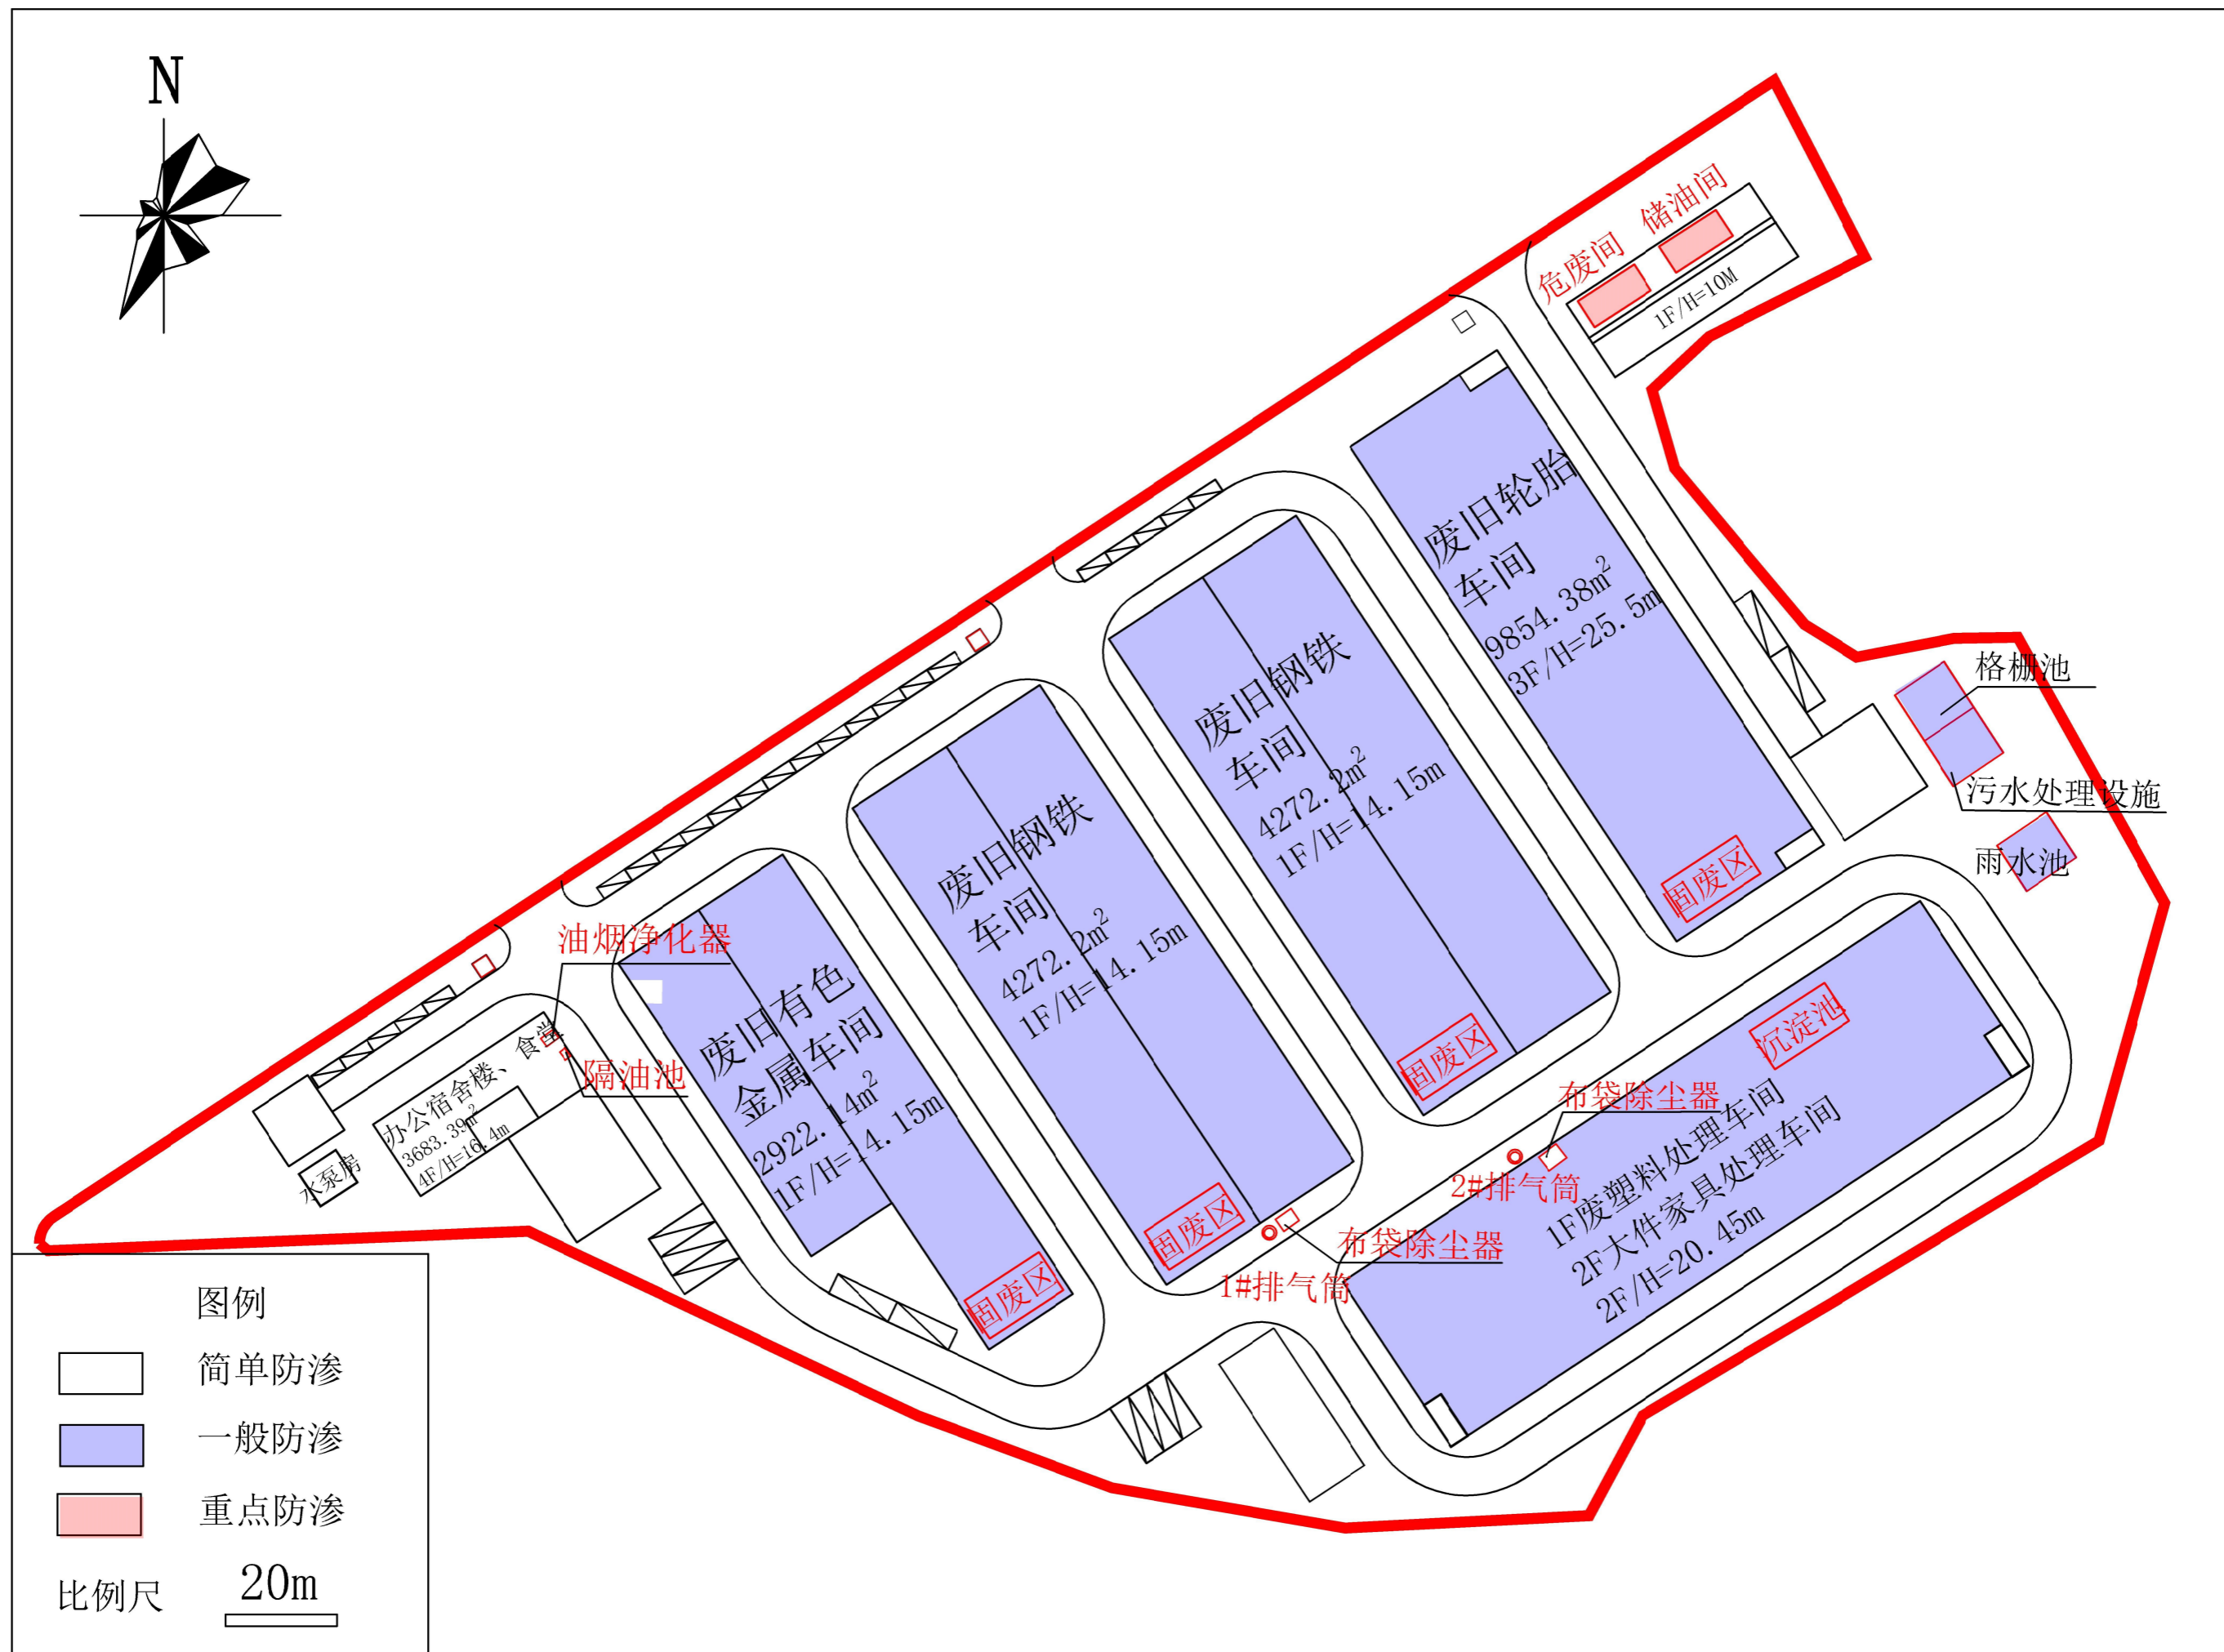 N
储油间
危废间
1F/H=10M
废旧轮胎
车间
9854.38m²
3F/H=25.5m
固废区
格栅池
污水处理设施
雨水池
废旧钢铁
车间
4272.2m²
1F/H=14.15m
固废区
废旧钢铁
车间
4272.2m²
1F/H=14.15m
固废区
油烟净化器
隔油池
废旧有色
金属车间
2922.14m²
1F/H=14.15m
固废区
办公宿舍楼、食堂
3683.39m²
4F/H=16.4m
水泵房
沉淀池
布袋除尘器
2#排气筒
1F废塑料处理车间
2F大件家具处理车间
2F/H=20.45m
布袋除尘器
1#排气筒
图例
简单防渗
一般防渗
重点防渗
比例尺 20m